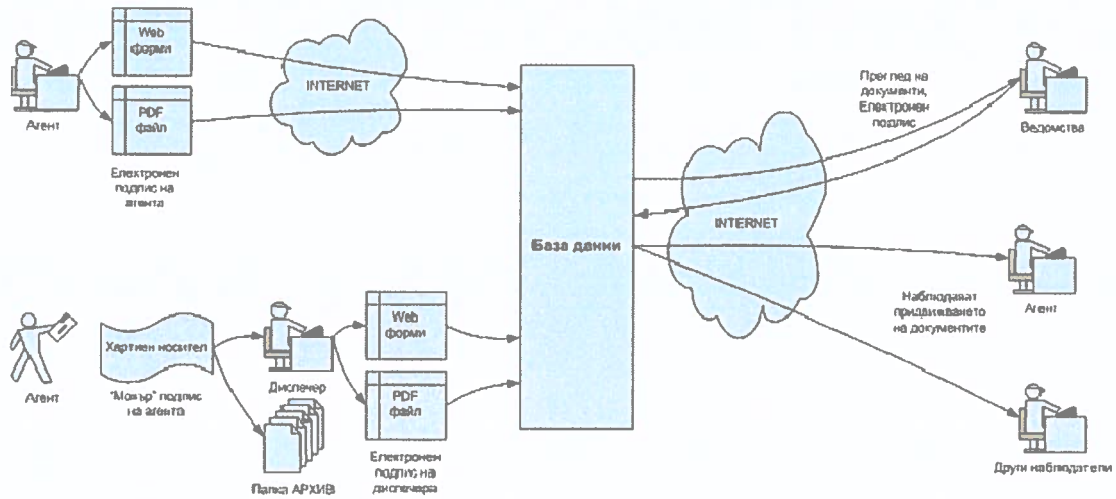 Web
форми
Агент
PDF
файл
Електронен
подпис на
агента
INTERNET
Преглед на
документи,
Електронен
подпис
Ведомства
База данни
INTERNET
Наблюдават
придвижването
на документите
Агент
Други наблюдатели
Агент
Хартиен носител
"Мокър" подпис
на агента
Диспечер
Папка АРХИВ
Web
форми
PDF
файл
Електронен
подпис на
диспечера